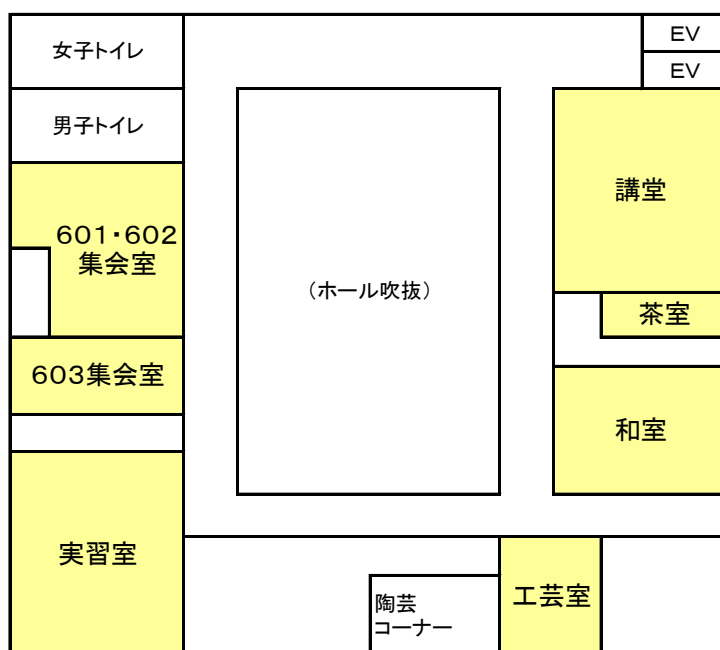 女子トイレ
EV
EV
男子トイレ
講堂
601・602
集会室
(ホール吹抜)
茶室
603集会室
和室
実習室
工芸室
陶芸
コーナー